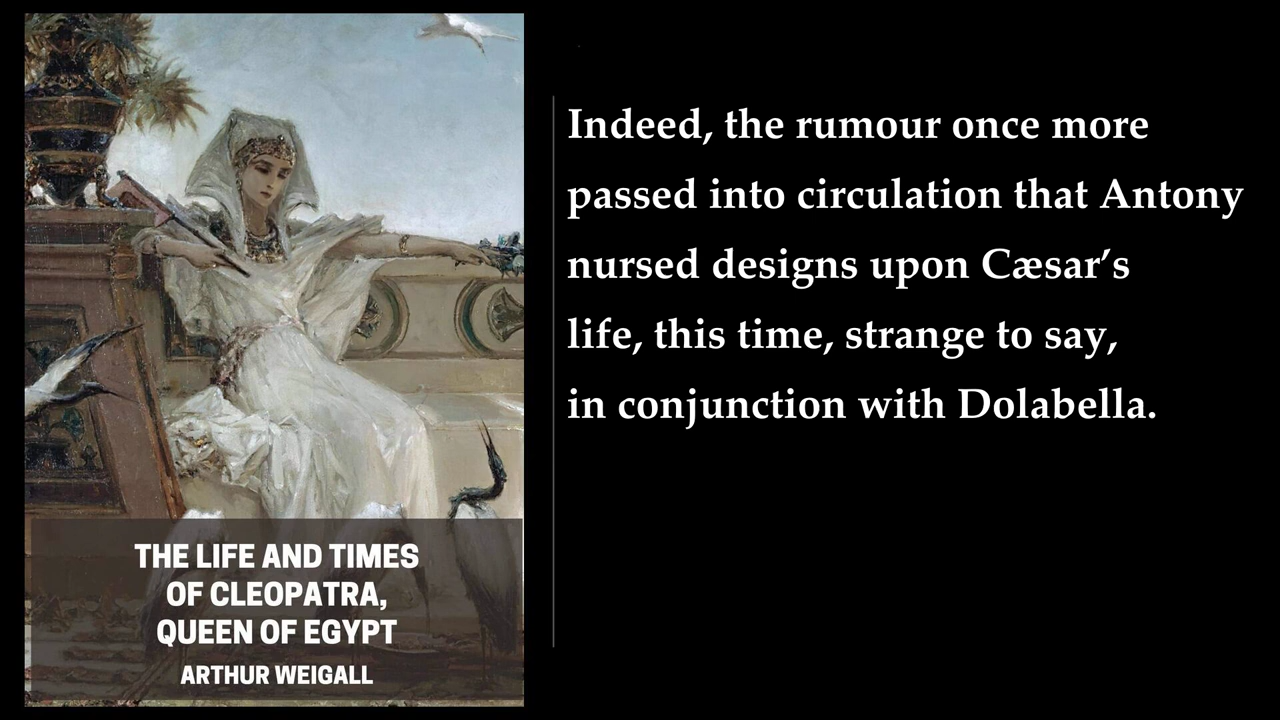 Indeed, the rumour once more
passed into circulation that Antony
nursed designs upon Cæsar’s
life, this time, strange to say,
in conjunction with Dolabella.
THE LIFE AND TIMES
OF CLEOPATRA,
QUEEN OF EGYPT
ARTHUR WEIGALL